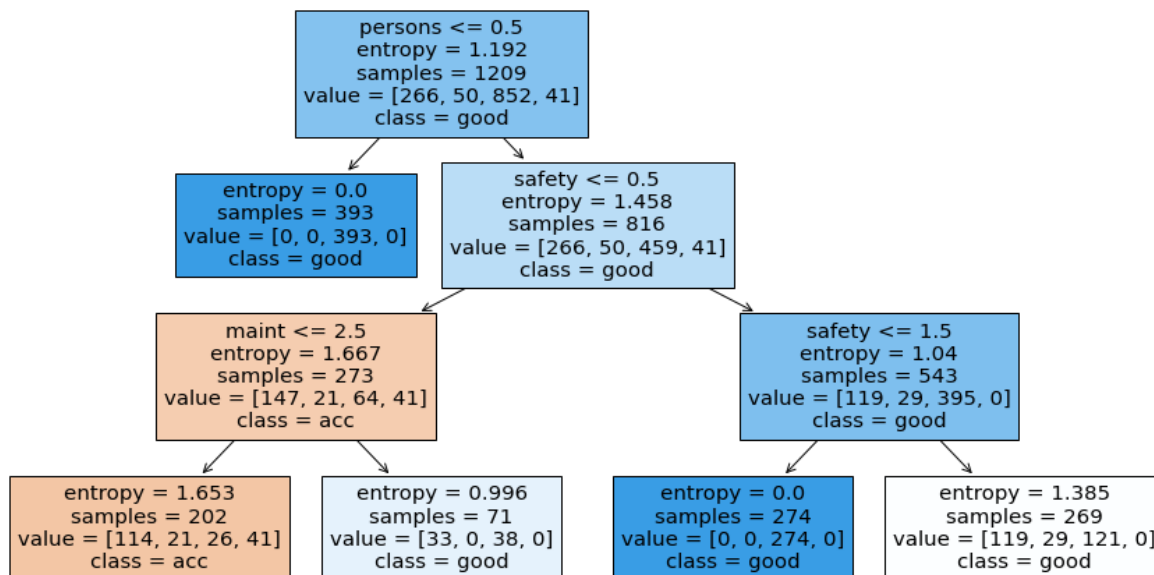 persons <= 0.5
entropy = 1.192
samples = 1209
value = [266, 50, 852, 41]
class = good
entropy = 0.0
samples = 393
value = [0, 0, 393, 0]
class = good
safety <= 0.5
entropy = 1.458
samples = 816
value = [266, 50, 459, 41]
class = good
maint <= 2.5
entropy = 1.667
samples = 273
value = [147, 21, 64, 41]
class = acc
safety <= 1.5
entropy = 1.04
samples = 543
value = [119, 29, 395, 0]
class = good
entropy = 1.653
samples = 202
value = [114, 21, 26, 41]
class = acc
entropy = 0.996
samples = 71
value = [33, 0, 38, 0]
class = good
entropy = 0.0
samples = 274
value = [0, 0, 274, 0]
class = good
entropy = 1.385
samples = 269
value = [119, 29, 121, 0]
class = good